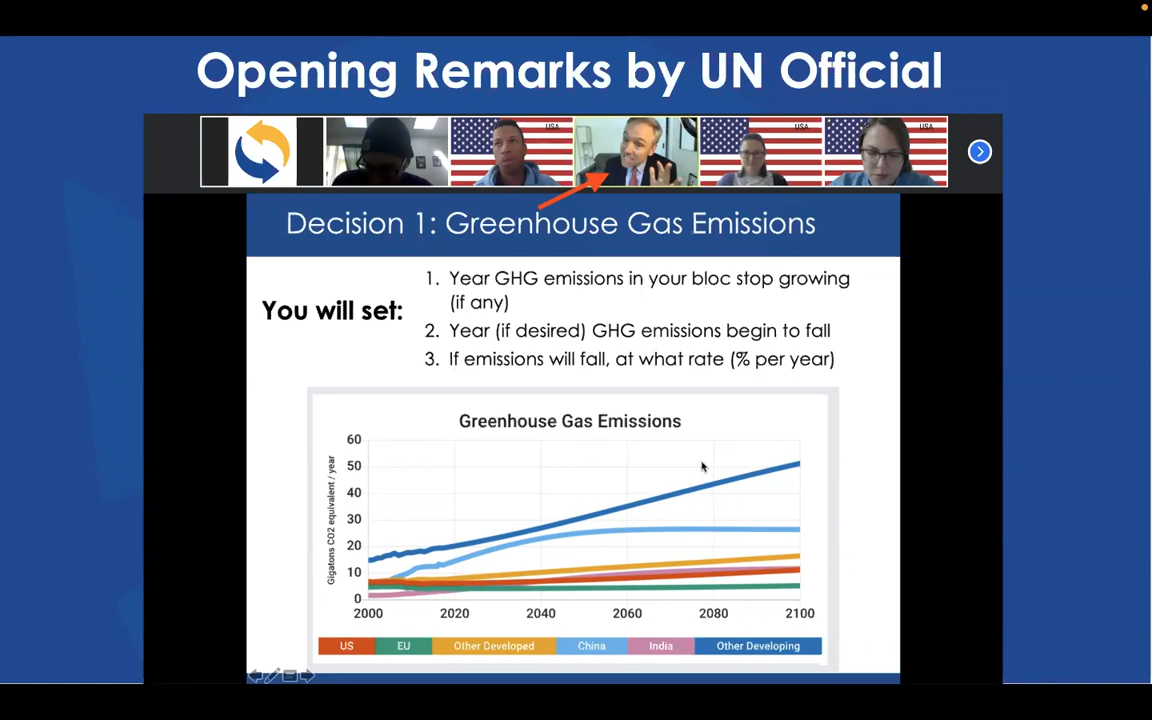 Opening Remarks by UN Official
USA
USA
USA
Decision 1: Greenhouse Gas Emissions
You will set:
1. Year GHG emissions in your bloc stop growing
(if any)
2. Year (if desired) GHG emissions begin to fall
3. If emissions will fall, at what rate (% per year)
Greenhouse Gas Emissions
Gigatons CO2 equivalent / year
60
50
40
30
20
10
0
2000 2020 2040 2060 2080 2100
US EU Other Developed China India Other Developing